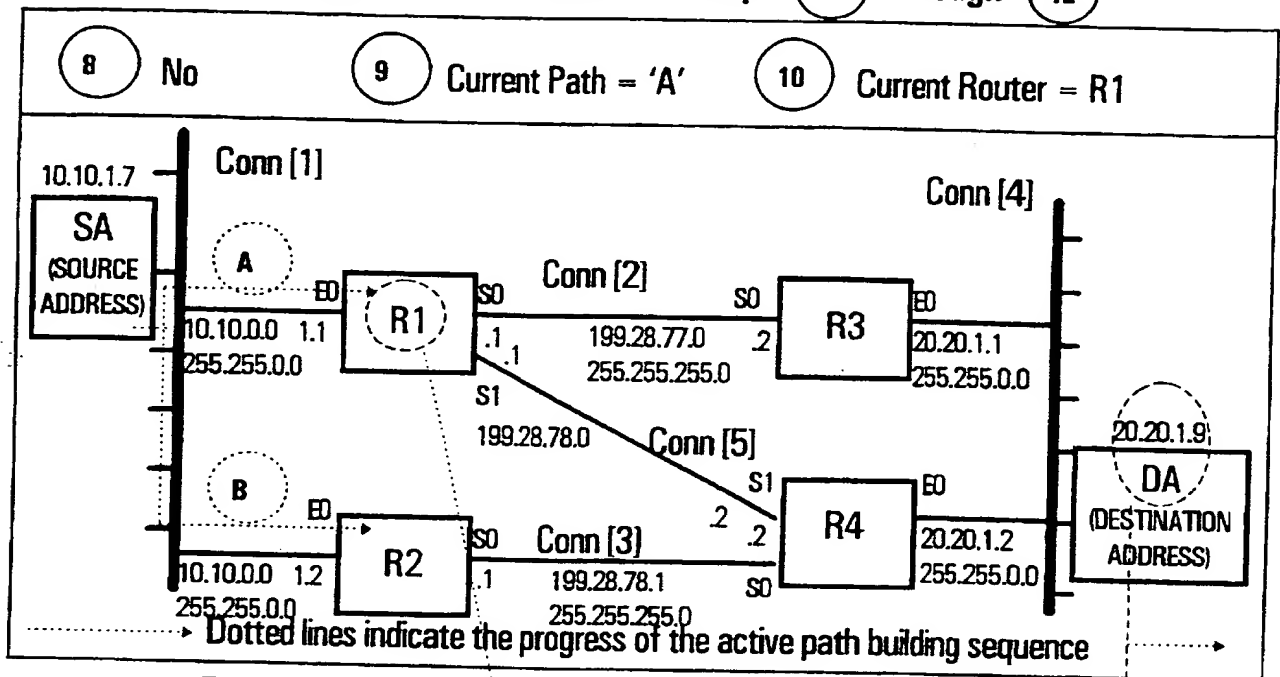 8 No
9 Current Path = 'A'
10 Current Router = R1
Conn [1]
10.10.1.7
SA
(SOURCE
ADDRESS)
A
E0
R1
S0
10.10.0.0 1.1
255.255.0.0
.1
.1
S1
199.28.78.0
Conn [2]
199.28.77.0
255.255.255.0
S0
.2
R3
E0
20.20.1.1
255.255.0.0
Conn [4]
Conn [5]
S1
.2
.2
R4
S0
E0
20.20.1.2
255.255.0.0
20.20.1.9
DA
(DESTINATION
ADDRESS)
B
E0
R2
S0
10.10.0.0 1.2
255.255.0.0
.1
Conn [3]
199.28.78.1
255.255.255.0
Dotted lines indicate the progress of the active path building sequence